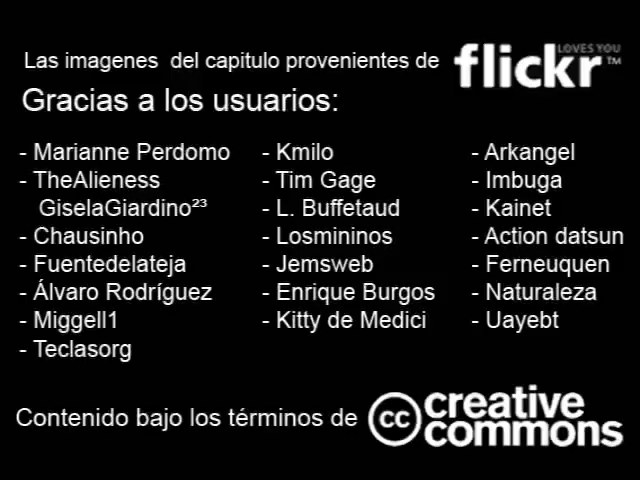 LOVES YOU
Las imagenes del capitulo provenientes de flickr™
Gracias a los usuarios:
- Marianne Perdomo
- TheAlieness
GiselaGiardino²³
- Chausinho
- Fuentedelateja
- Álvaro Rodríguez
- Miggell1
- Teclasorg
- Kmilo
- Tim Gage
- L. Buffetaud
- Losmininos
- Jemsweb
- Enrique Burgos
- Kitty de Medici
- Arkangel
- Imbuga
- Kainet
- Action datsun
- Ferneuquen
- Naturaleza
- Uayebt
Contenido bajo los términos de cc creative commons